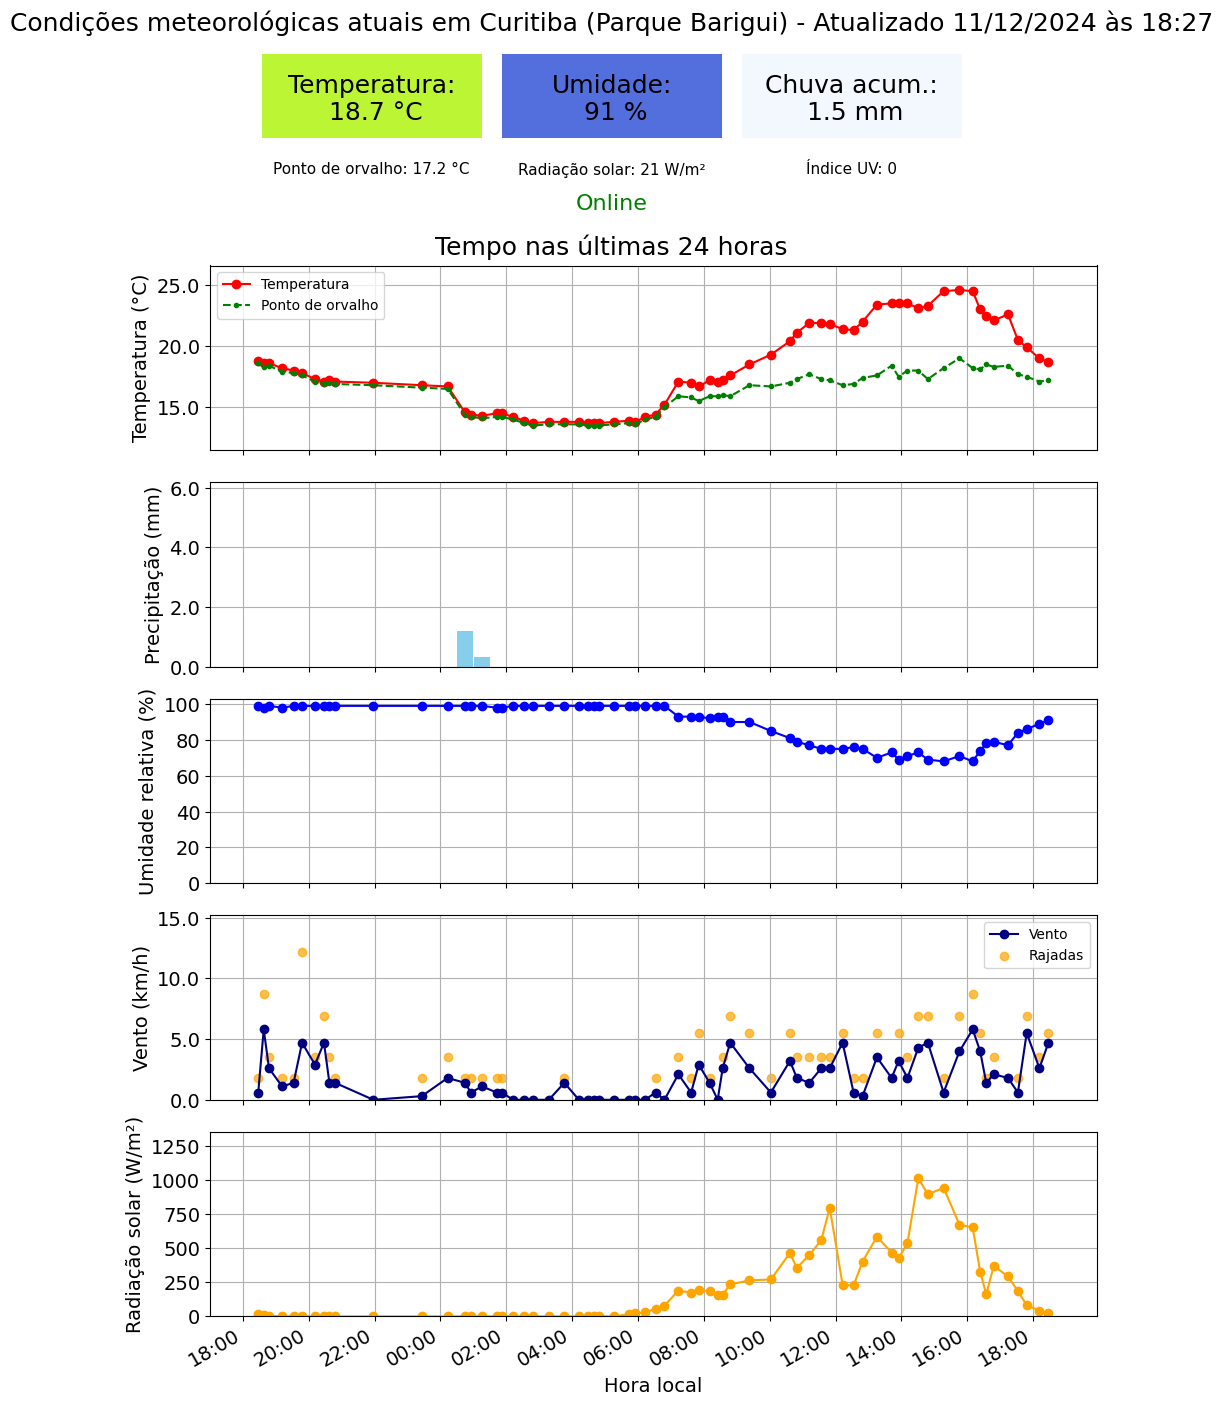 Condições meteorológicas atuais em Curitiba (Parque Barigui) - Atualizado 11/12/2024 às 18:27
Temperatura:
18.7 °C
Umidade:
91 %
Chuva acum.:
1.5 mm
Ponto de orvalho: 17.2 °C
Radiação solar: 21 W/m²
Índice UV: 0
Online
Tempo nas últimas 24 horas
Temperatura (°C)
25.0
20.0
15.0
Temperatura
Ponto de orvalho
Precipitação (mm)
6.0
4.0
2.0
0.0
Umidade relativa (%)
100
80
60
40
20
0
Vento (km/h)
15.0
10.0
5.0
0.0
Vento
Rajadas
Radiação solar (W/m²)
1250
1000
750
500
250
0
18:00
20:00
22:00
00:00
02:00
04:00
06:00
08:00
10:00
12:00
14:00
16:00
18:00
Hora local